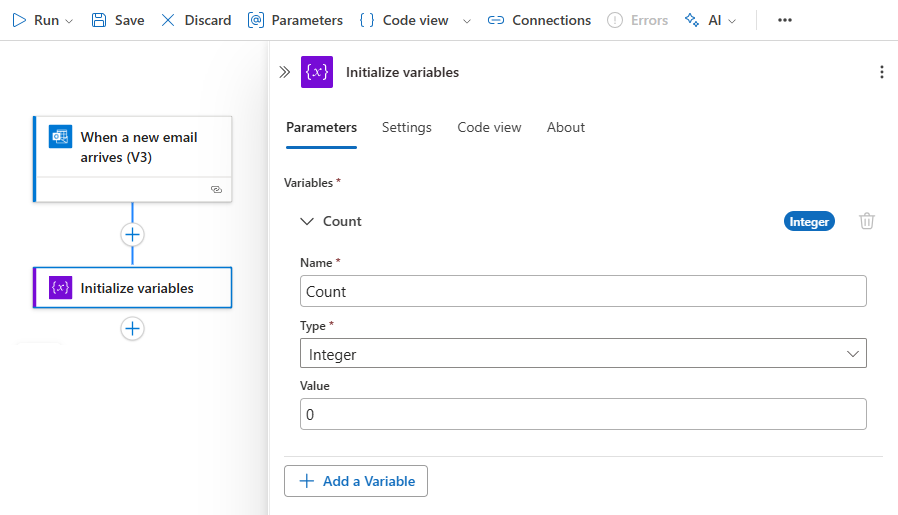 Run Save Discard Parameters Code view Connections Errors AI
{x} Initialize variables
When a new email
arrives (V3)
Parameters Settings Code view About
Variables *
Count Integer
Name *
Count
{x} Initialize variables
Type *
Integer
Value
0
Add a Variable